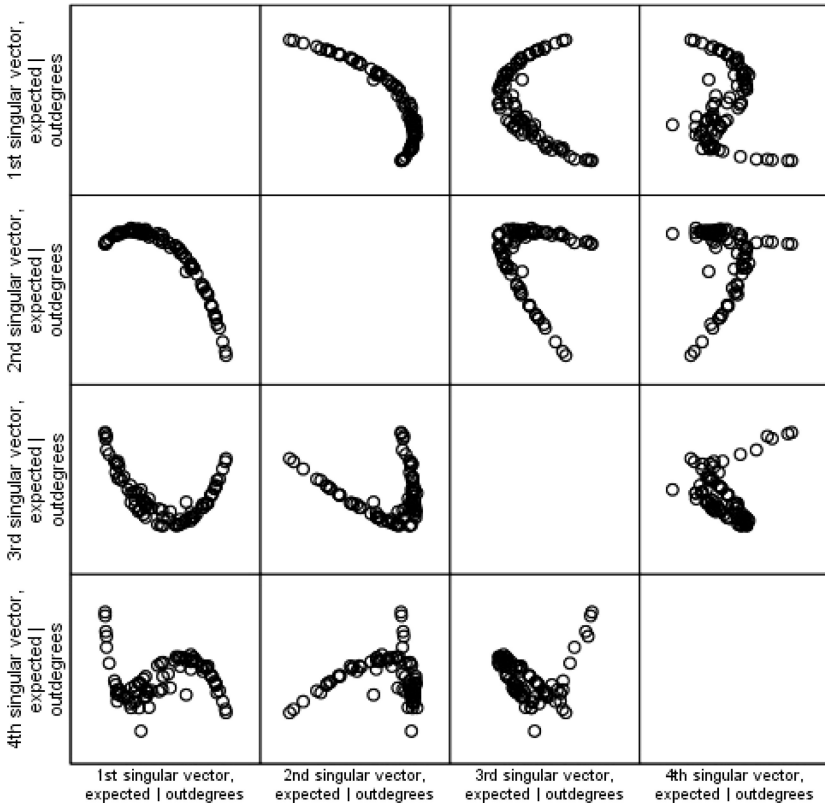 1st singular vector,
expected |
outdegrees
2nd singular vector,
expected |
outdegrees
3rd singular vector,
expected |
outdegrees
4th singular vector,
expected |
outdegrees
1st singular vector,
expected | outdegrees
2nd singular vector,
expected | outdegrees
3rd singular vector,
expected | outdegrees
4th singular vector,
expected | outdegrees